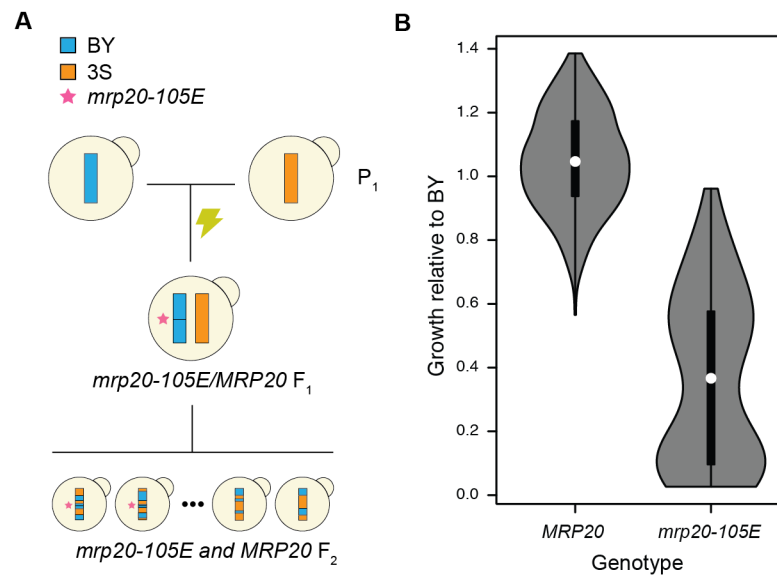 A
BY
3S
mrp20-105E
P1
mrp20-105E/MRP20 F1
•••
mrp20-105E and MRP20 F2
B
Growth relative to BY
1.4
1.2
1.0
0.8
0.6
0.4
0.2
0.0
MRP20 mrp20-105E
Genotype